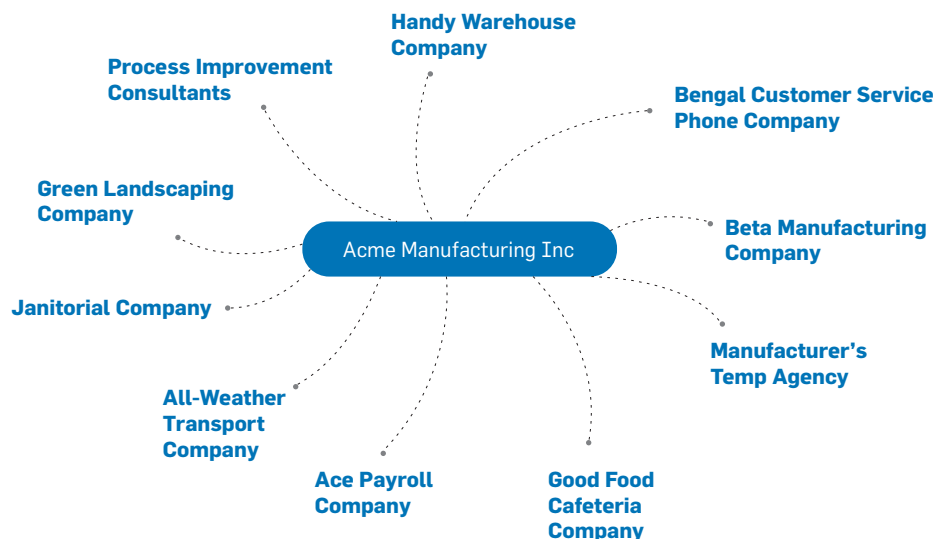 Handy Warehouse
Company
Process Improvement
Consultants
Bengal Customer Service
Phone Company
Green Landscaping
Company
Beta Manufacturing
Company
Acme Manufacturing Inc
Janitorial Company
Manufacturer’s
Temp Agency
All-Weather
Transport
Company
Ace Payroll
Company
Good Food
Cafeteria
Company